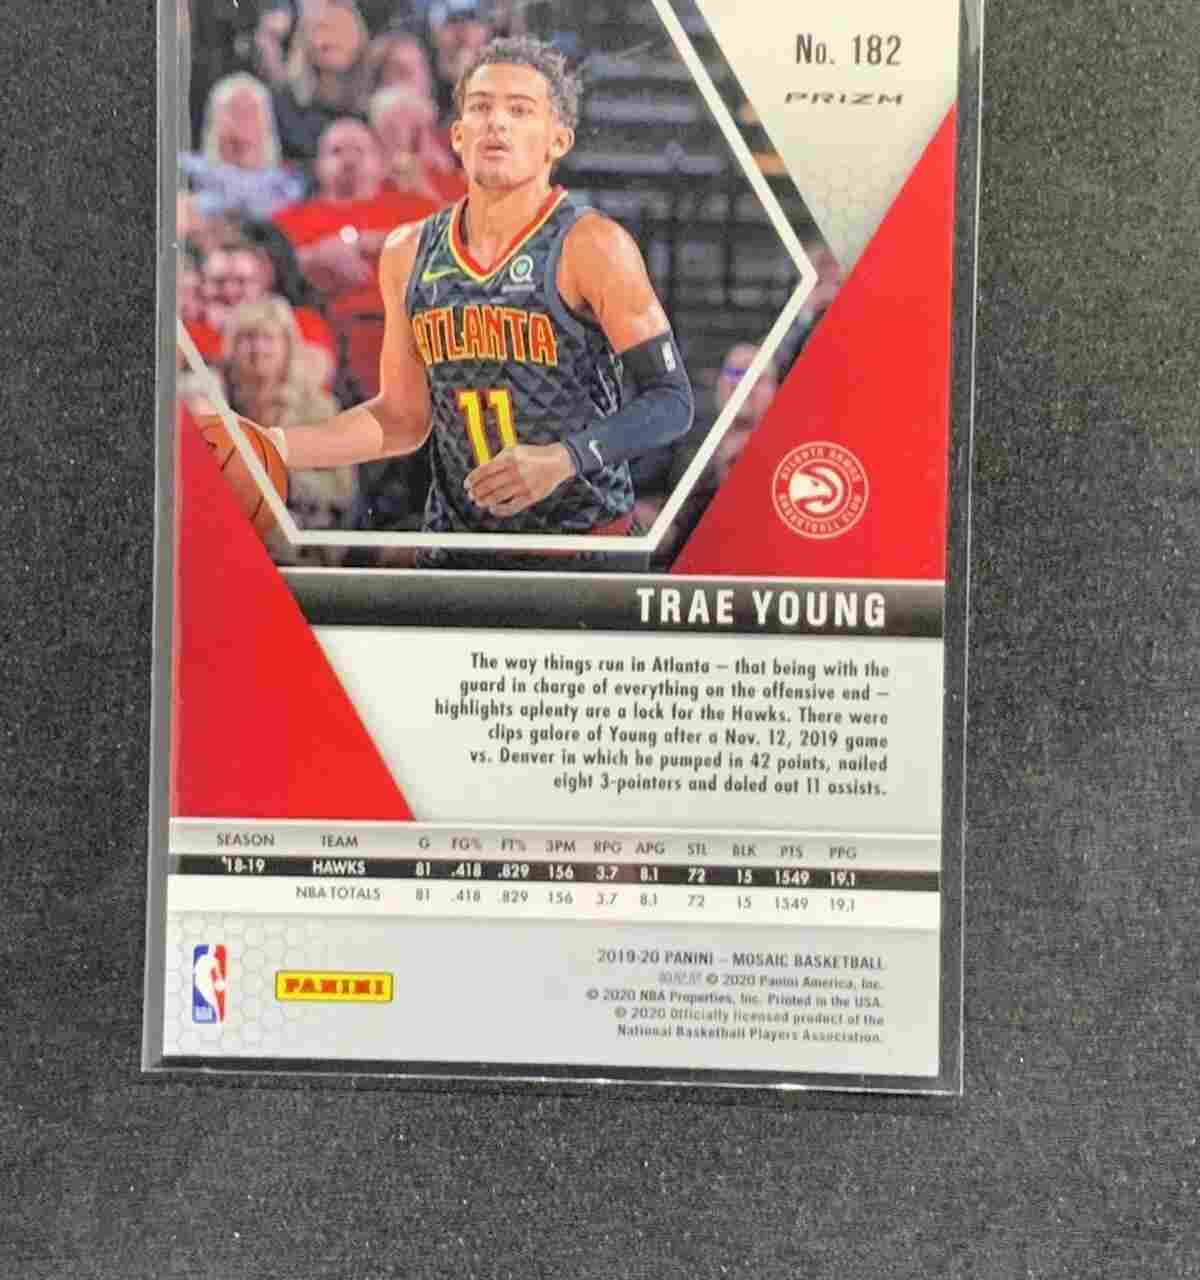 No. 182
PRIZM
ATLANTA
11
ATLANTA HAWKS
BASKETBALL CLUB
TRAE YOUNG
The way things run in Atlanta – that being with the
guard in charge of everything on the offensive end –
highlights aplenty are a lock for the Hawks. There were
clips galore of Young after a Nov. 12, 2019 game
vs. Denver in which he pumped in 42 points, nailed
eight 3-pointers and doled out 11 assists.
SEASON TEAM G FG% FT% 3PM RPG APG STL BLK PTS PPG
'18-19 HAWKS 81 .418 .829 156 3.7 8.1 72 15 1549 19.1
NBA TOTALS 81 .418 .829 156 3.7 8.1 72 15 1549 19.1
NBA
PANINI
2019-20 PANINI – MOSAIC BASKETBALL
© 2020 Panini America, Inc.
© 2020 NBA Properties, Inc. Printed in the USA.
© 2020 Officially licensed product of the
National Basketball Players Association.